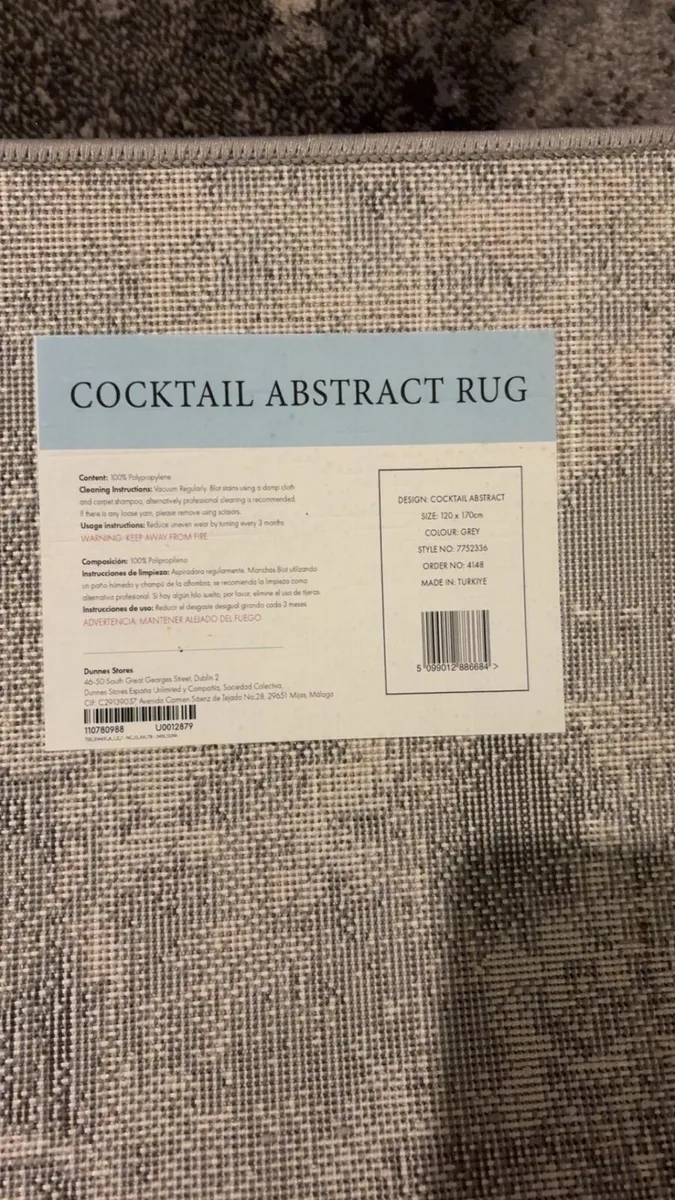 COCKTAIL ABSTRACT RUG
Content: 100% Polypropylene
Cleaning Instructions: Vacuum Regularly. Blot stains using a damp cloth
and carpet shampoo, alternatively professional cleaning is recommended.
If there is any loose yarn, please remove using scissors.
Usage instructions: Reduce uneven wear by turning every 3 months
WARNING: KEEP AWAY FROM FIRE
Composición: 100% Polipropileno
Instrucciones de limpieza: Aspiradora regularmente. Manchas Blot utilizando
un paño húmedo y champú de la alfombra, se recomienda la limpieza como
alternativa profesional. Si hay algún hilo suelto, por favor, elimine el uso de tijeras.
Instrucciones de uso: Reducir el desgaste desigual girando cada 3 meses
ADVERTENCIA: MANTENER ALEJADO DEL FUEGO
Dunnes Stores
46-50 South Great Georges Street, Dublin 2
Dunnes Stores España Unlimited y Compañía, Sociedad Colectiva.
CIF: C29139037, Avenida Carmen Sáenz de Tejada No.28, 29651 Mijas, Malaga
110780988 U0012879
DESIGN: COCKTAIL ABSTRACT
SIZE: 120 x 170cm
COLOUR: GREY
STYLE NO: 7752336
ORDER NO: 4148
MADE IN: TURKIYE
5 099012 886684 >